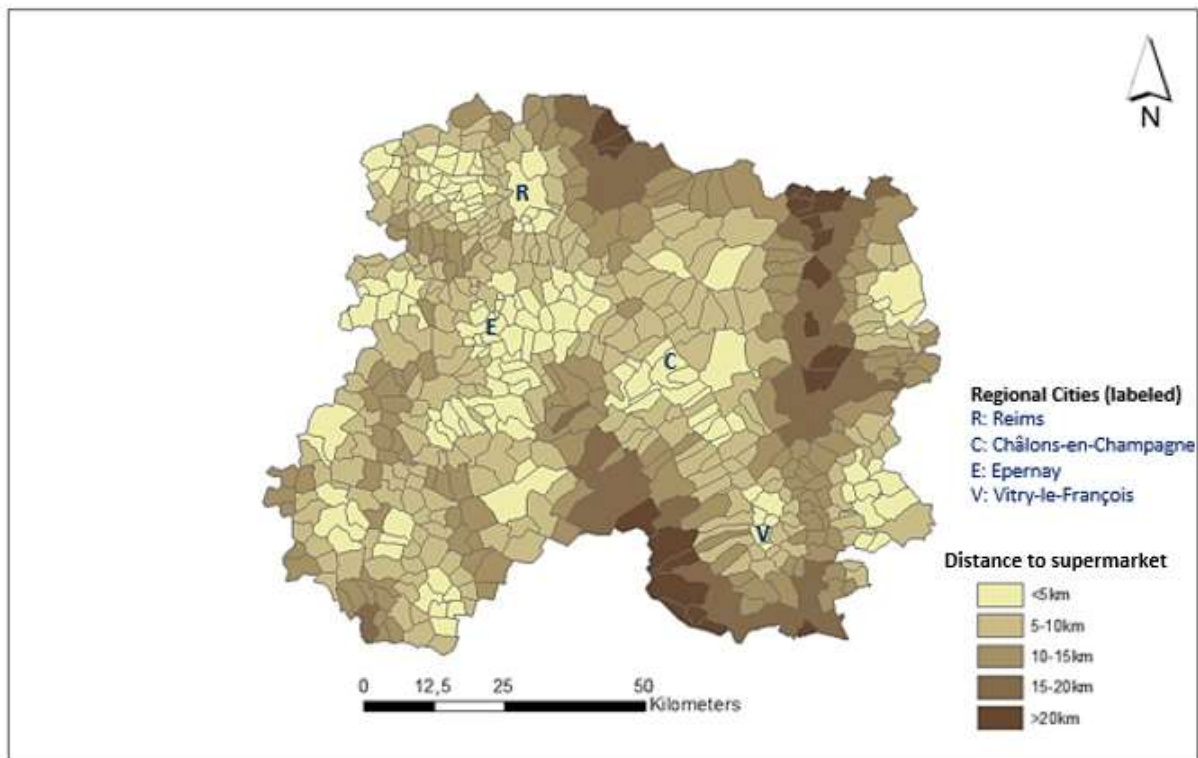 N
R
E
C
V
Regional Cities (labeled)
R: Reims
C: Châlons-en-Champagne
E: Epernay
V: Vitry-le-François
Distance to supermarket
<5km
5-10km
10-15km
15-20km
>20km
0 12,5 25 50
Kilometers